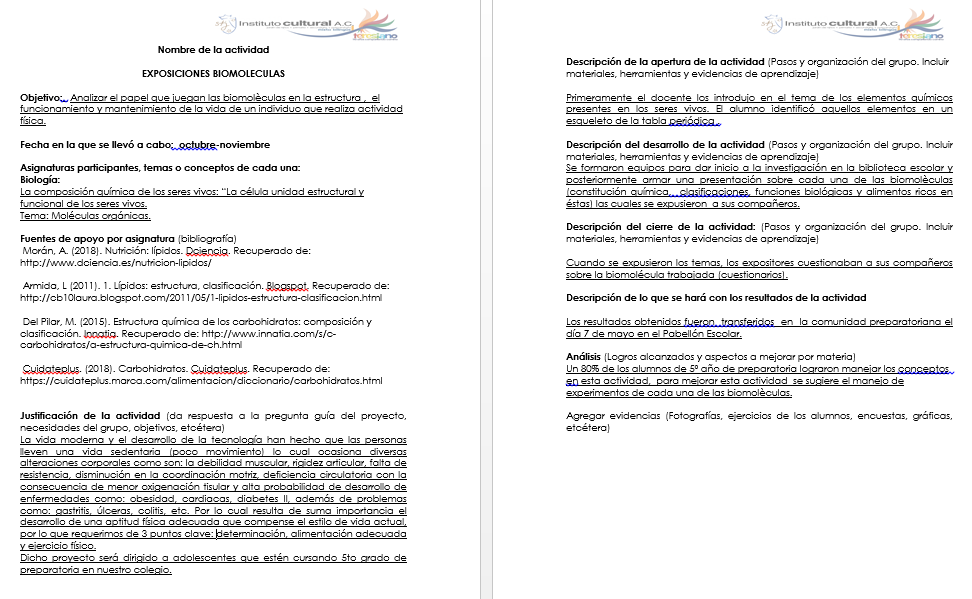 Instituto cultural A.C.
Nombre de la actividad
EXPOSICIONES BIOMOLECULAS
Objetivo: Analizar el papel que juegan las biomolèculas en la estructura , el
funcionamiento y mantenimiento de la vida de un individuo que realiza actividad
física.
Fecha en la que se llevó a cabo: octubre-noviembre
Asignaturas participantes, temas o conceptos de cada una:
Biología:
La composición química de los seres vivos: "La célula unidad estructural y
funcional de los seres vivos.
Tema: Moléculas orgánicas.
Fuentes de apoyo por asignatura (bibliografía)
Morán, A. (2018). Nutrición: lípidos. Dciencia. Recuperado de:
http://www.dciencia.es/nutricion-lipidos/
Armida, L (2011). 1. Lípidos: estructura, clasificación. Blogspot. Recuperado de:
http://cb10laura.blogspot.com/2011/05/1-lipidos-estructura-clasificacion.html
Del Pilar, M. (2015). Estructura química de los carbohidratos: composición y
clasificación. Innatia. Recuperado de: http://www.innatia.com/s/c-
carbohidratos/a-estructura-quimica-de-ch.html
Cuidateplus. (2018). Carbohidratos. Cuidateplus. Recuperado de:
https://cuidateplus.marca.com/alimentacion/diccionario/carbohidratos.html
Justificación de la actividad (da respuesta a la pregunta guía del proyecto,
necesidades del grupo, objetivos, etcétera)
La vida moderna y el desarrollo de la tecnología han hecho que las personas
lleven una vida sedentaria (poco movimiento) lo cual ocasiona diversas
alteraciones corporales como son: la debilidad muscular, rigidez articular, falta de
resistencia, disminución en la coordinación motriz, deficiencia circulatoria con la
consecuencia de menor oxigenación tisular y alta probabilidad de desarrollo de
enfermedades como: obesidad, cardiacas, diabetes II, además de problemas
como: gastritis, úlceras, colitis, etc. Por lo cual resulta de suma importancia el
desarrollo de una aptitud física adecuada que compense el estilo de vida actual,
por lo que requerimos de 3 puntos clave: determinación, alimentación adecuada
y ejercicio físico.
Dicho proyecto será dirigido a adolescentes que estén cursando 5to grado de
preparatoria en nuestro colegio.
Instituto cultural A.C.
Descripción de la apertura de la actividad (Pasos y organización del grupo. Incluir
materiales, herramientas y evidencias de aprendizaje)
Primeramente el docente los introdujo en el tema de los elementos químicos
presentes en los seres vivos. El alumno identificó aquellos elementos en un
esqueleto de la tabla periódica .
Descripción del desarrollo de la actividad (Pasos y organización del grupo. Incluir
materiales, herramientas y evidencias de aprendizaje)
Se formaron equipos para dar inicio a la investigación en la biblioteca escolar y
posteriormente armar una presentación sobre cada una de las biomolèculas
(constitución química, clasificaciones, funciones biológicas y alimentos ricos en
éstas) las cuales se expusieron a sus compañeros.
Descripción del cierre de la actividad: (Pasos y organización del grupo. Incluir
materiales, herramientas y evidencias de aprendizaje)
Cuando se expusieron los temas, los expositores cuestionaban a sus compañeros
sobre la biomolécula trabajada (cuestionarios).
Descripción de lo que se hará con los resultados de la actividad
Los resultados obtenidos fueron transferidos en la comunidad preparatoriana el
día 7 de mayo en el Pabellón Escolar.
Análisis (Logros alcanzados y aspectos a mejorar por materia)
Un 80% de los alumnos de 5º año de preparatoria lograron manejar los conceptos
en esta actividad, para mejorar esta actividad se sugiere el manejo de
experimentos de cada una de las biomolèculas.
Agregar evidencias (Fotografías, ejercicios de los alumnos, encuestas, gráficas,
etcétera)